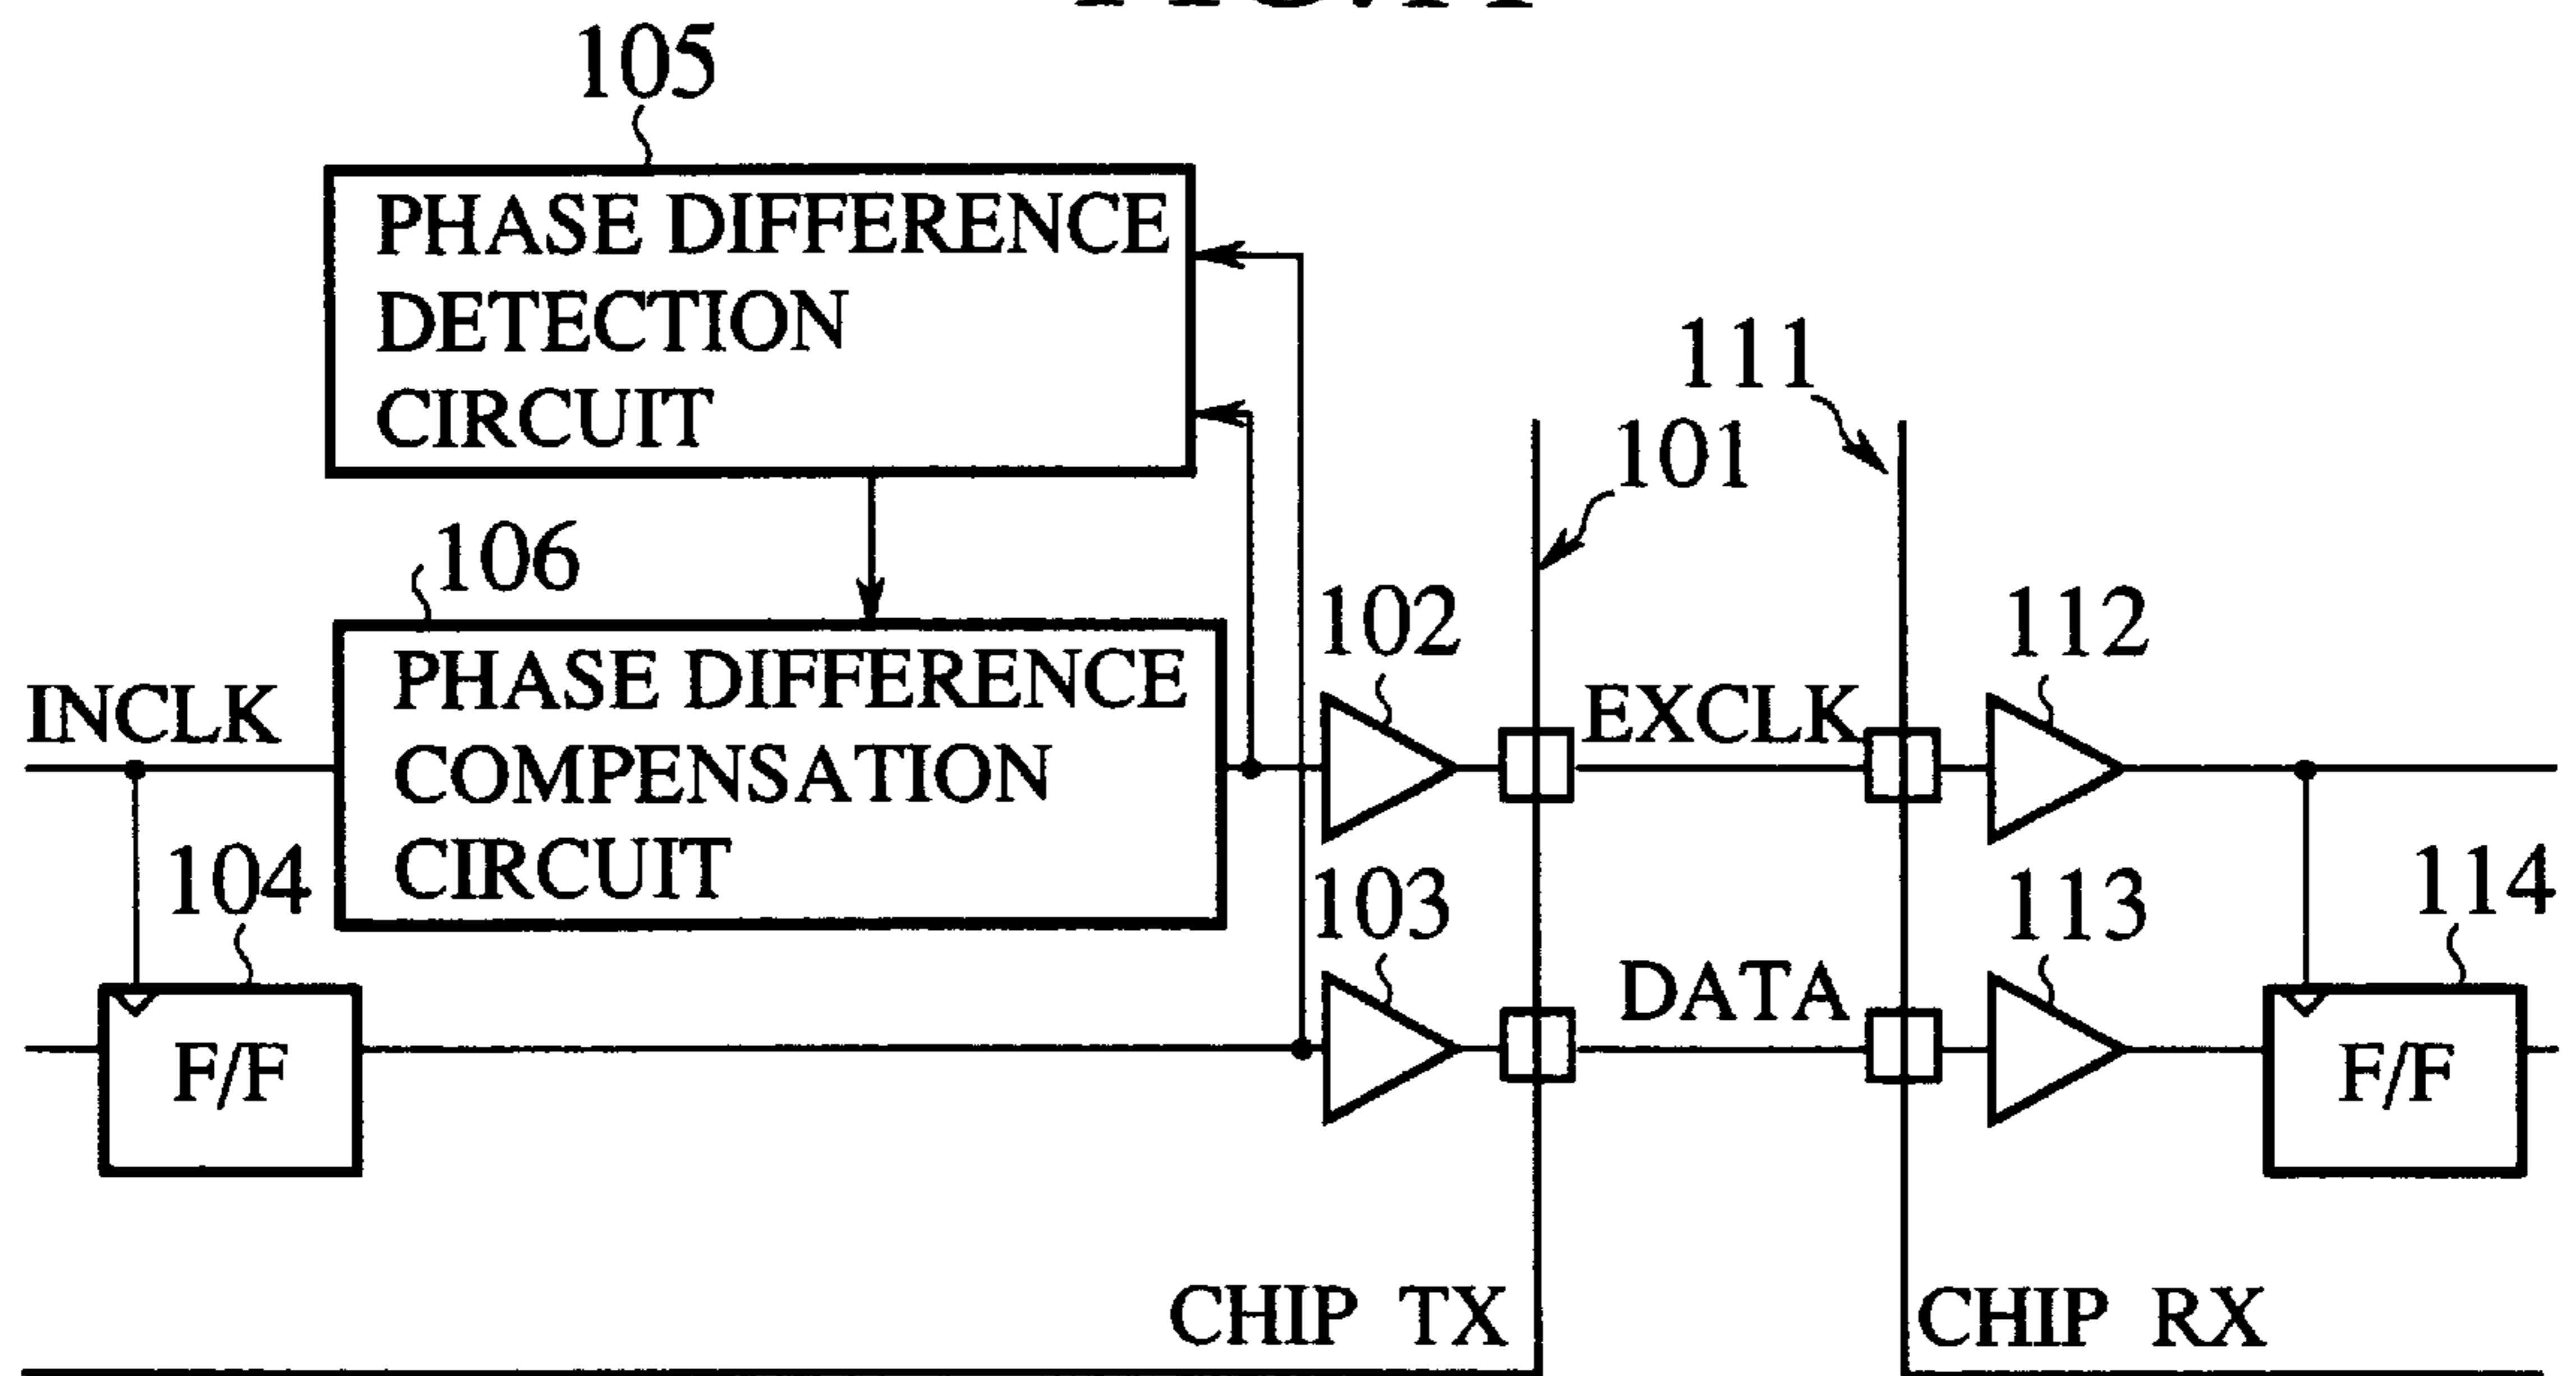 105
PHASE DIFFERENCE
DETECTION
CIRCUIT
111
101
106
102
112
INCLK
PHASE DIFFERENCE
COMPENSATION
CIRCUIT
EXCLK
104
103
113
114
F/F
DATA
F/F
CHIP TX
CHIP RX